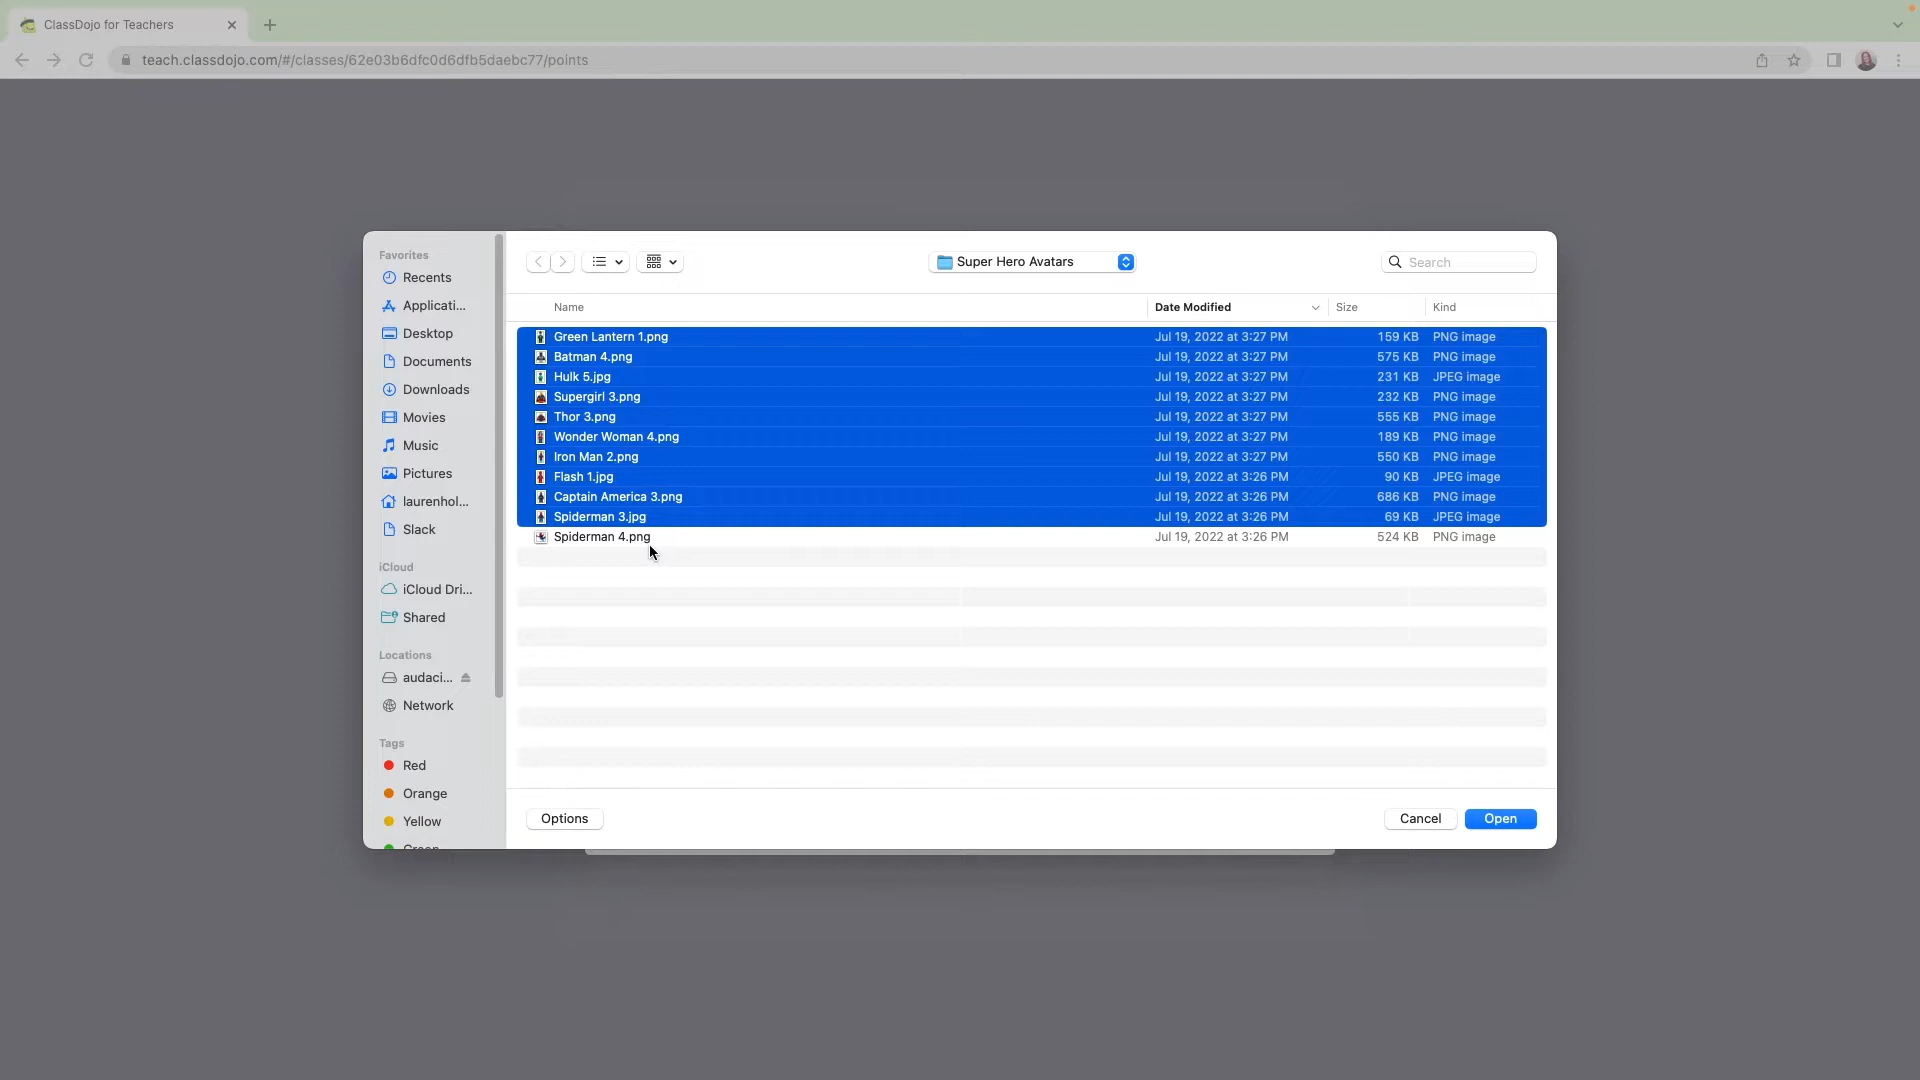 ClassDojo for Teachers
teach.classdojo.com/#/classes/62e03b6dfc0d6dfb5daebc77/points
Favorites
Recents
Applicati...
Desktop
Documents
Downloads
Movies
Music
Pictures
laurenhol...
Slack
iCloud
iCloud Dri...
Shared
Locations
audaci...
Network
Tags
Red
Orange
Yellow
Green
Super Hero Avatars
Search
Name Date Modified Size Kind
Green Lantern 1.png Jul 19, 2022 at 3:27 PM 159 KB PNG image
Batman 4.png Jul 19, 2022 at 3:27 PM 575 KB PNG image
Hulk 5.jpg Jul 19, 2022 at 3:27 PM 231 KB JPEG image
Supergirl 3.png Jul 19, 2022 at 3:27 PM 232 KB PNG image
Thor 3.png Jul 19, 2022 at 3:27 PM 555 KB PNG image
Wonder Woman 4.png Jul 19, 2022 at 3:27 PM 189 KB PNG image
Iron Man 2.png Jul 19, 2022 at 3:27 PM 550 KB PNG image
Flash 1.jpg Jul 19, 2022 at 3:26 PM 90 KB JPEG image
Captain America 3.png Jul 19, 2022 at 3:26 PM 686 KB PNG image
Spiderman 3.jpg Jul 19, 2022 at 3:26 PM 69 KB JPEG image
Spiderman 4.png Jul 19, 2022 at 3:26 PM 524 KB PNG image
Options
Cancel
Open